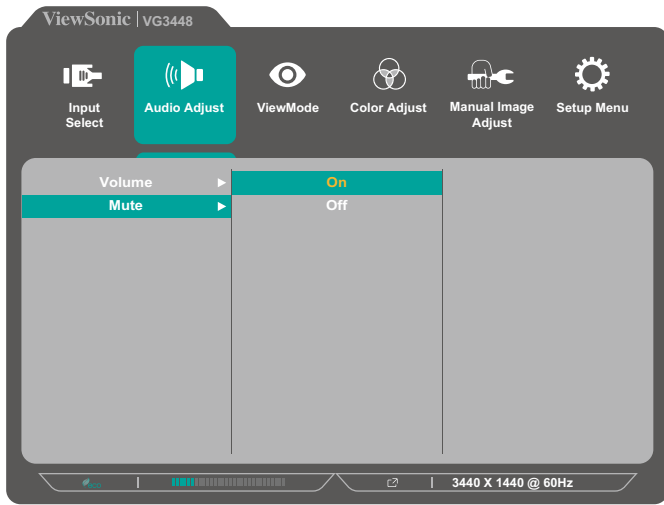 ViewSonic VG3448
Input
Select
Audio Adjust
ViewMode
Color Adjust
Manual Image
Adjust
Setup Menu
Volume
On
Mute
Off
eco
3440 X 1440 @ 60Hz